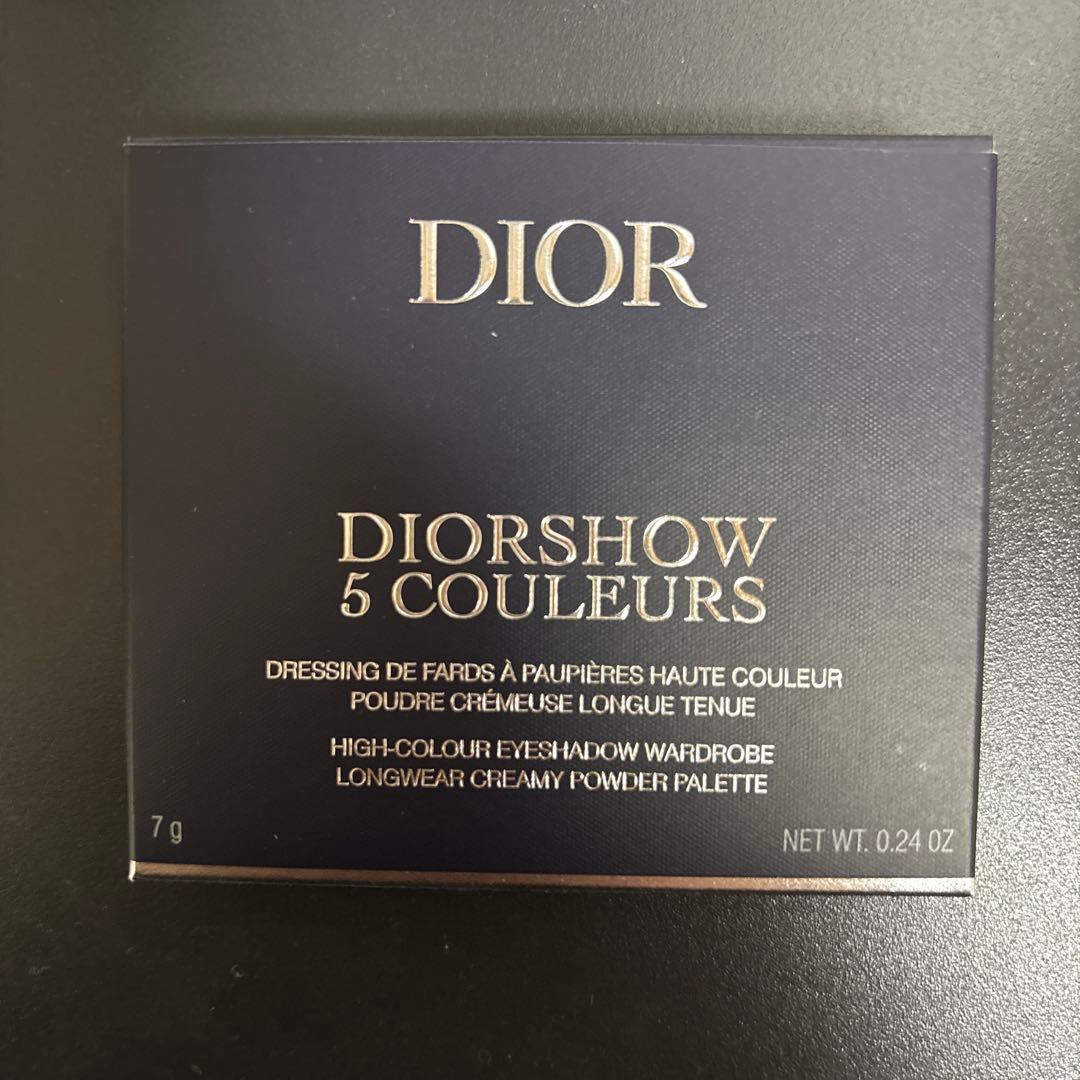 DIOR
DIORSHOW
5 COULEURS
DRESSING DE FARDS À PAUPIÈRES HAUTE COULEUR
POUDRE CRÉMEUSE LONGUE TENUE
HIGH-COLOUR EYESHADOW WARDROBE
LONGWEAR CREAMY POWDER PALETTE
7 g
NET WT. 0.24 OZ